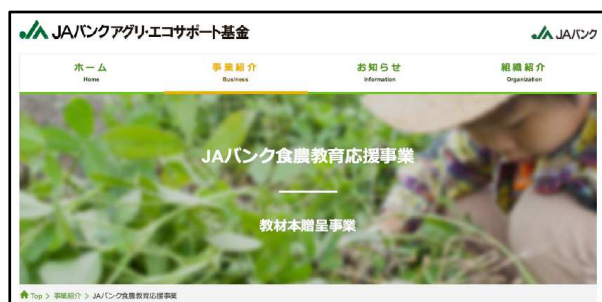 JAバンクアグリ・エコサポート基金
JAバンク
ホーム
Home
事業紹介
Business
お知らせ
Information
組織紹介
Organization
JAバンク食農教育応援事業
教材本贈呈事業
Top > 事業紹介 > JAバンク食農教育応援事業